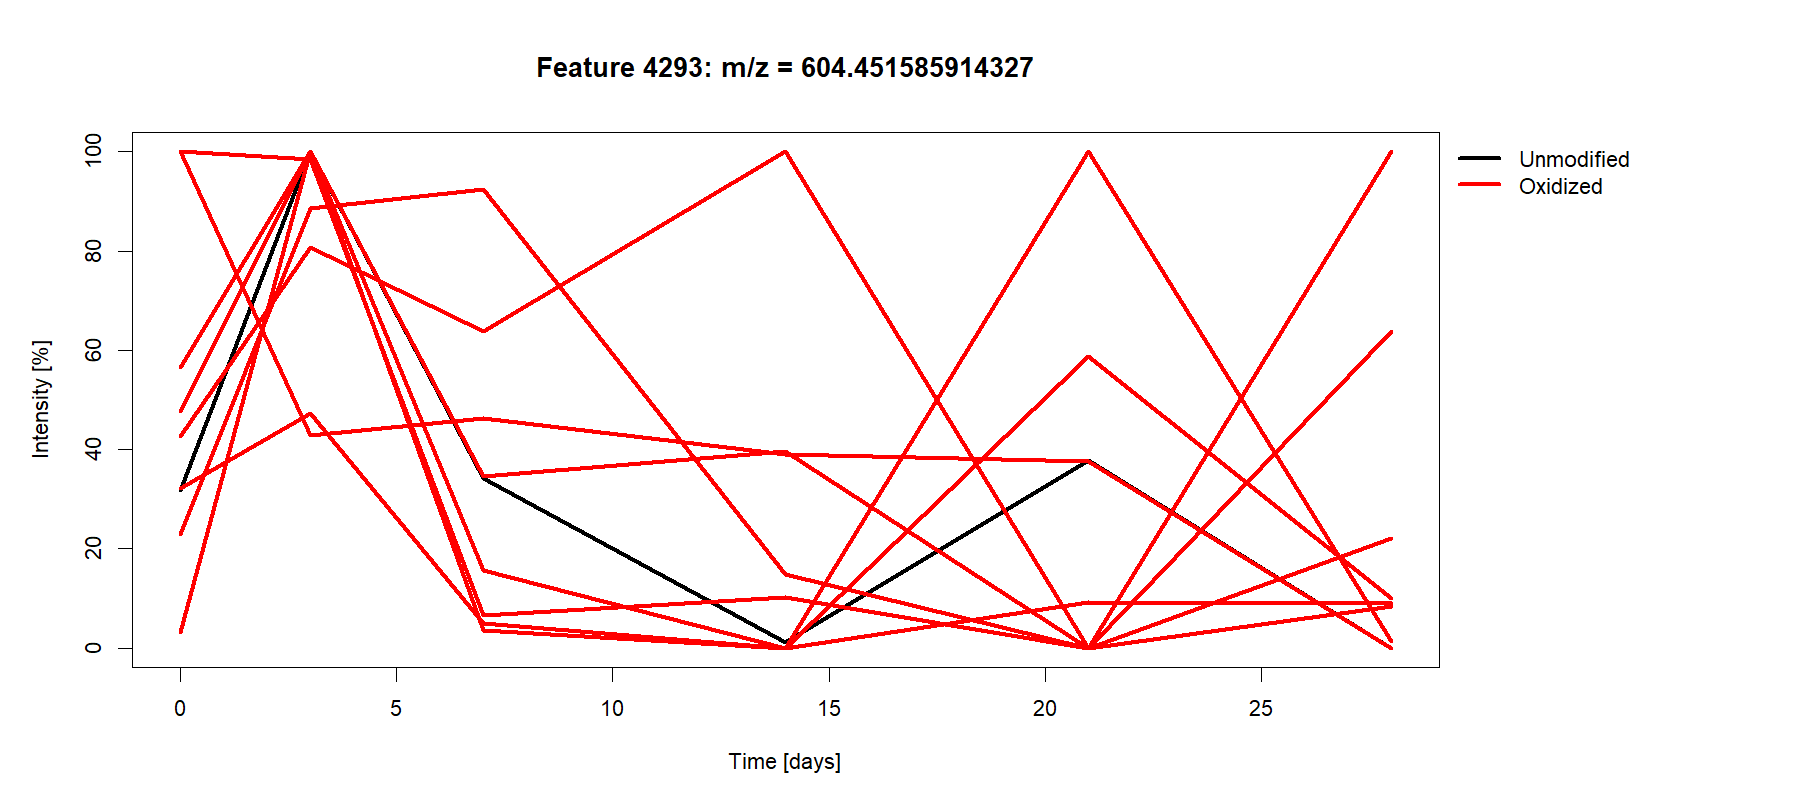 Feature 4293: m/z = 604.451585914327
Unmodified
Oxidized
Intensity [%]
100
80
60
40
20
0
0 5 10 15 20 25
Time [days]